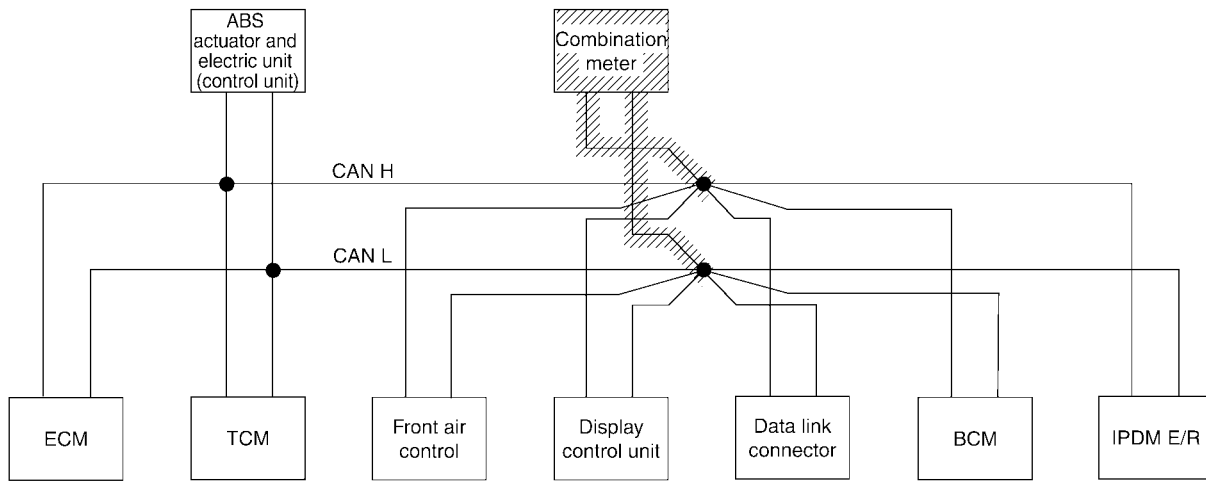 ABS
actuator and
electric unit
(control unit)
Combination
meter
CAN H
CAN L
ECM
TCM
Front air
control
Display
control unit
Data link
connector
BCM
IPDM E/R